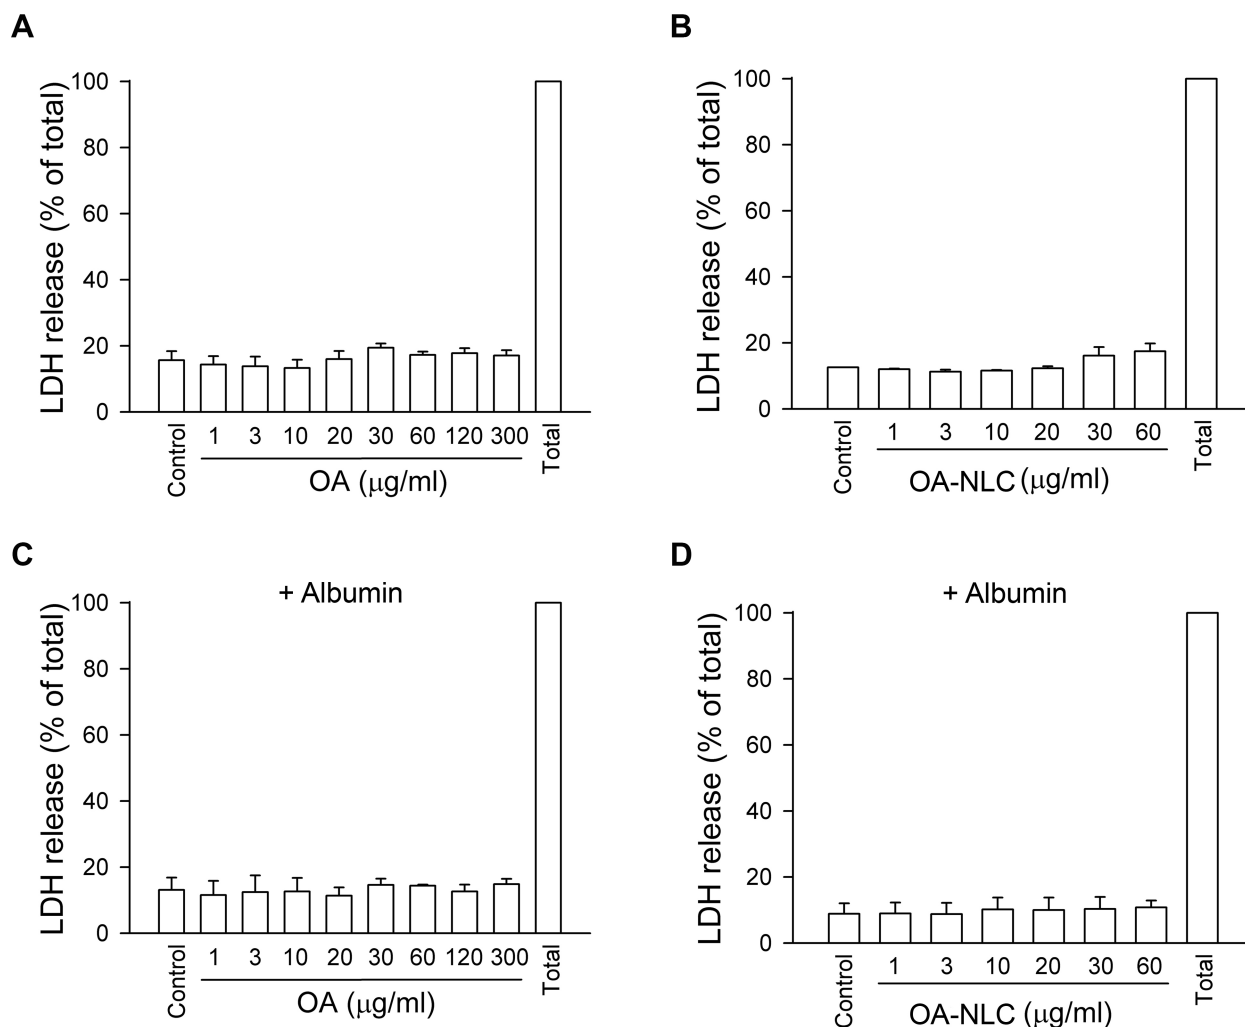 A
LDH release (% of total)
100
80
60
40
20
0
Control
1 3 10 20 30 60 120 300
Total
OA (μg/ml)
B
LDH release (% of total)
100
80
60
40
20
0
Control
1 3 10 20 30 60
Total
OA-NLC (μg/ml)
C
+ Albumin
LDH release (% of total)
100
80
60
40
20
0
Control
1 3 10 20 30 60 120 300
Total
OA (μg/ml)
D
+ Albumin
LDH release (% of total)
100
80
60
40
20
0
Control
1 3 10 20 30 60
Total
OA-NLC (μg/ml)